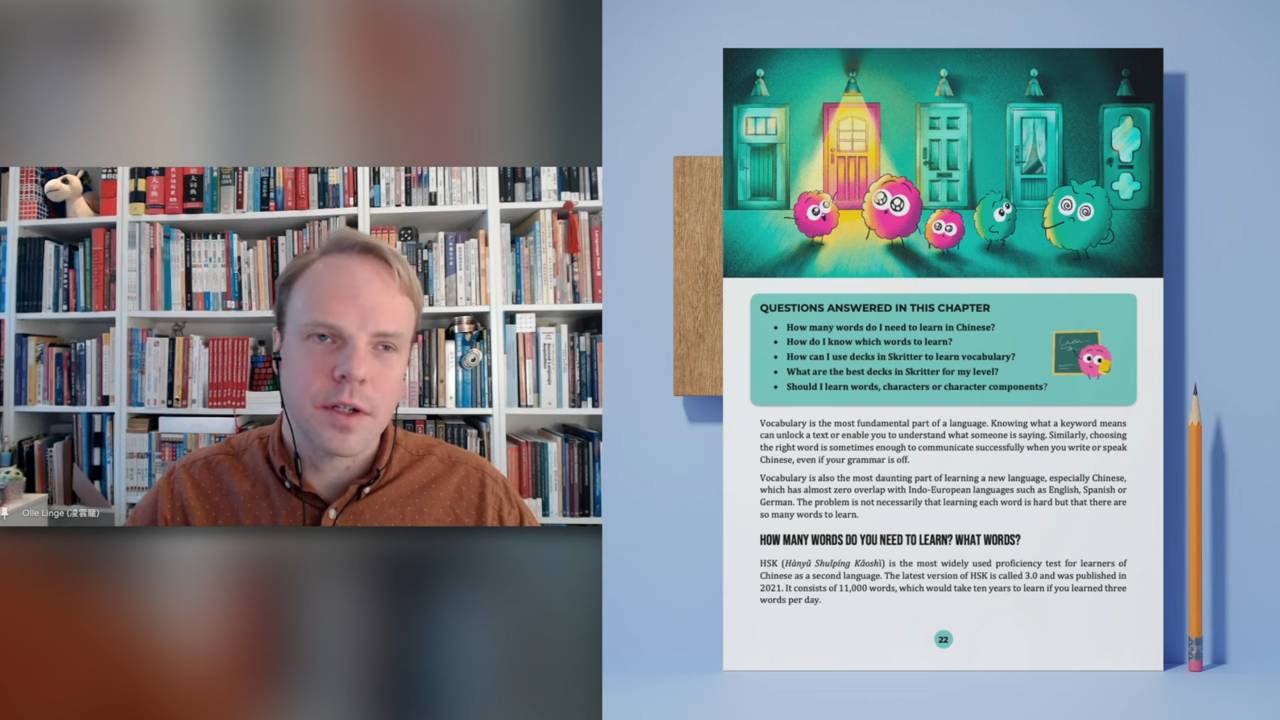 Olle Linge (凌雲龍)
QUESTIONS ANSWERED IN THIS CHAPTER
• How many words do I need to learn in Chinese?
• How do I know which words to learn?
• How can I use decks in Skritter to learn vocabulary?
• What are the best decks in Skritter for my level?
• Should I learn words, characters or character components?
Vocabulary is the most fundamental part of a language. Knowing what a keyword means
can unlock a text or enable you to understand what someone is saying. Similarly, choosing
the right word is sometimes enough to communicate successfully when you write or speak
Chinese, even if your grammar is off.
Vocabulary is also the most daunting part of learning a new language, especially Chinese,
which has almost zero overlap with Indo-European languages such as English, Spanish or
German. The problem is not necessarily that learning each word is hard but that there are
so many words to learn.
HOW MANY WORDS DO YOU NEED TO LEARN? WHAT WORDS?
HSK (Hànyǔ Shuǐpíng Kǎoshì) is the most widely used proficiency test for learners of
Chinese as a second language. The latest version of HSK is called 3.0 and was published in
2021. It consists of 11,000 words, which would take ten years to learn if you learned three
words per day.
22